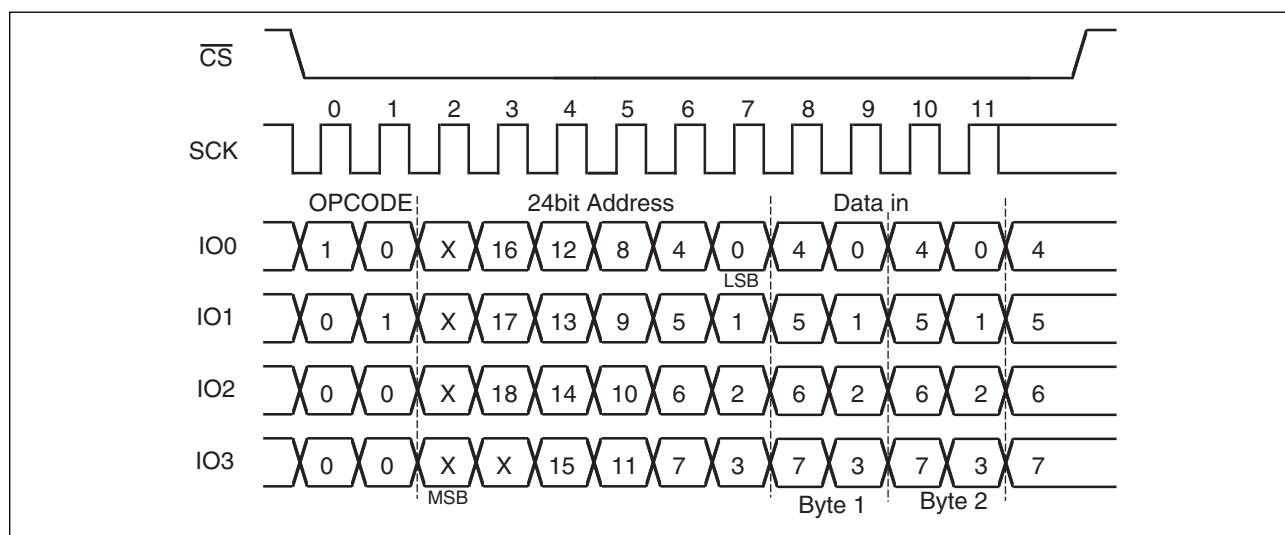 CS
0 1 2 3 4 5 6 7 8 9 10 11
SCK
OPCODE 24bit Address Data in
IO0 1 0 X 16 12 8 4 0 4 0 4 0 4
LSB
IO1 0 1 X 17 13 9 5 1 5 1 5 1 5
IO2 0 0 X 18 14 10 6 2 6 2 6 2 6
IO3 0 0 X X 15 11 7 3 7 3 7 3 7
MSB
Byte 1 Byte 2